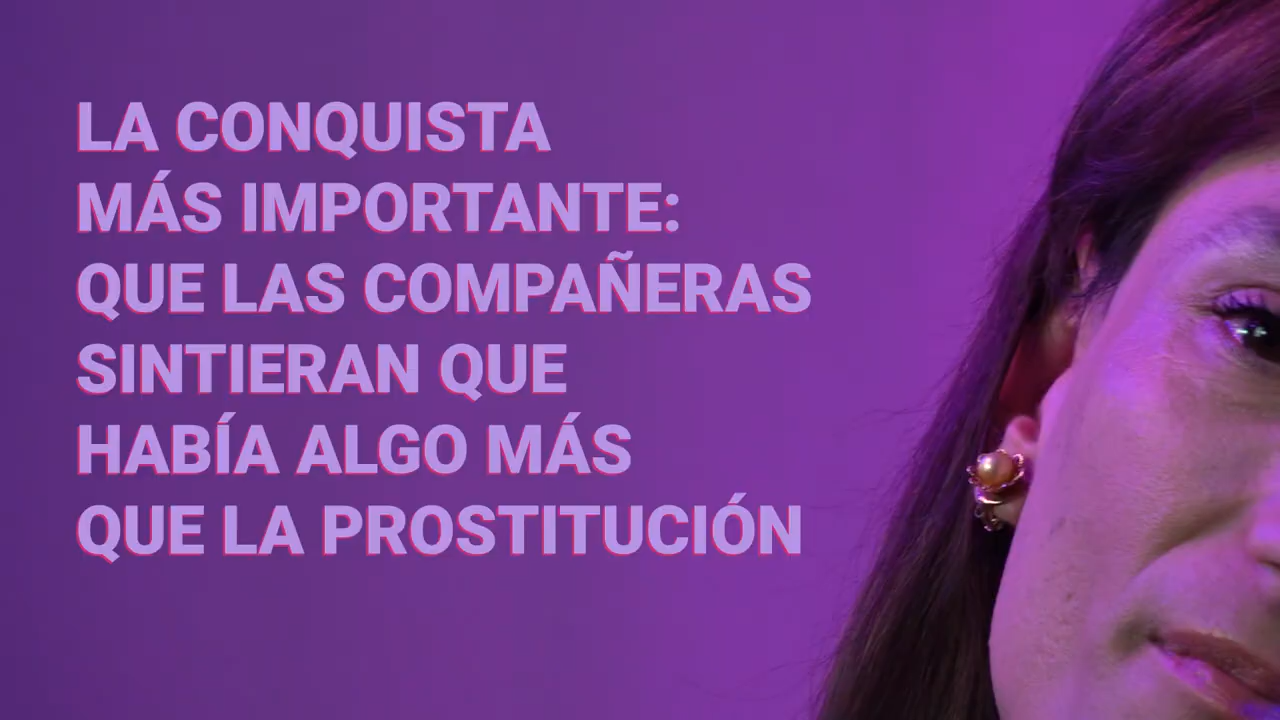 LA CONQUISTA
MÁS IMPORTANTE:
QUE LAS COMPAÑERAS
SINTIERAN QUE
HABÍA ALGO MÁS
QUE LA PROSTITUCIÓN